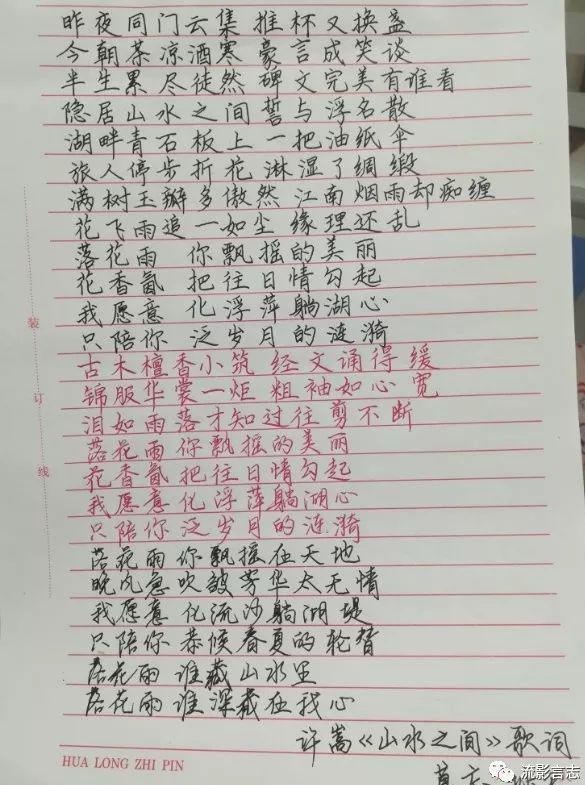 昨夜同门云集 推杯又换盏
今朝茶凉酒寒 豪言成笑谈
半生累 尽徒然 碑文完美有谁看
隐居山水之间 誓与浮名散
湖畔青石板上 一把油纸伞
旅人停步折花 淋湿了绸缎
满树玉瓣多傲然 江南烟雨却痴缠
花飞雨追一如尘 缘理还乱
落花雨 你飘摇的美丽
花香氤 把往日情勾起
我愿意 化浮萍躺湖心
只陪你 泛岁月的涟漪
古木檀香小筑 经文诵得缓
锦服华裳一炬 粗袖如心宽
泪如雨落才知过往剪不断
落花雨 你飘摇的美丽
花香氤 把往日情勾起
我愿意 化浮萍躺湖心
只陪你 泛岁月的涟漪
落花雨你飘摇在天地
晚风急吹皱芳华太无情
我愿意 化流沙躺湖堤
只陪你 恭候春夏的轮替
落花雨 谁藏山水里
落花雨 谁深藏在我心
许嵩《山水之间》歌词
装
订
线
HUA LONG ZHI PIN
流影言志